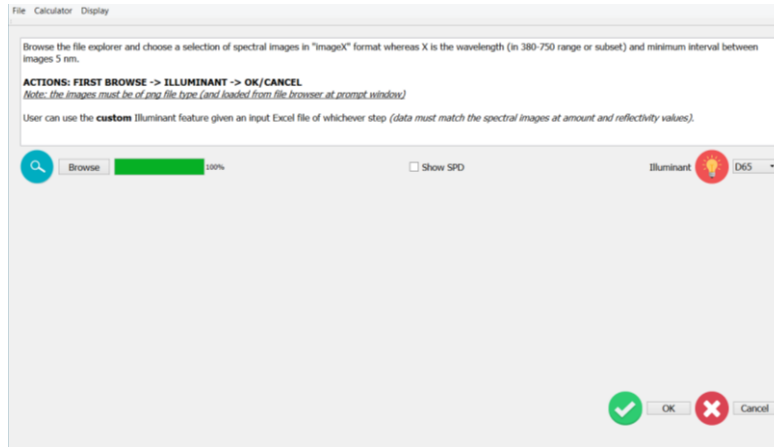 File Calculator Display
Browse the file explorer and choose a selection of spectral images in "imageX" format whereas X is the wavelength (in 380-750 range or subset) and minimum interval between
images 5 nm.
ACTIONS: FIRST BROWSE -> ILLUMINANT -> OK/CANCEL
Note: the images must be of png file type (and loaded from file browser at prompt window)
User can use the custom Illuminant feature given an input Excel file of whichever step (data must match the spectral images at amount and reflectivity values).
Browse 100% Show SPD Illuminant D65
OK Cancel